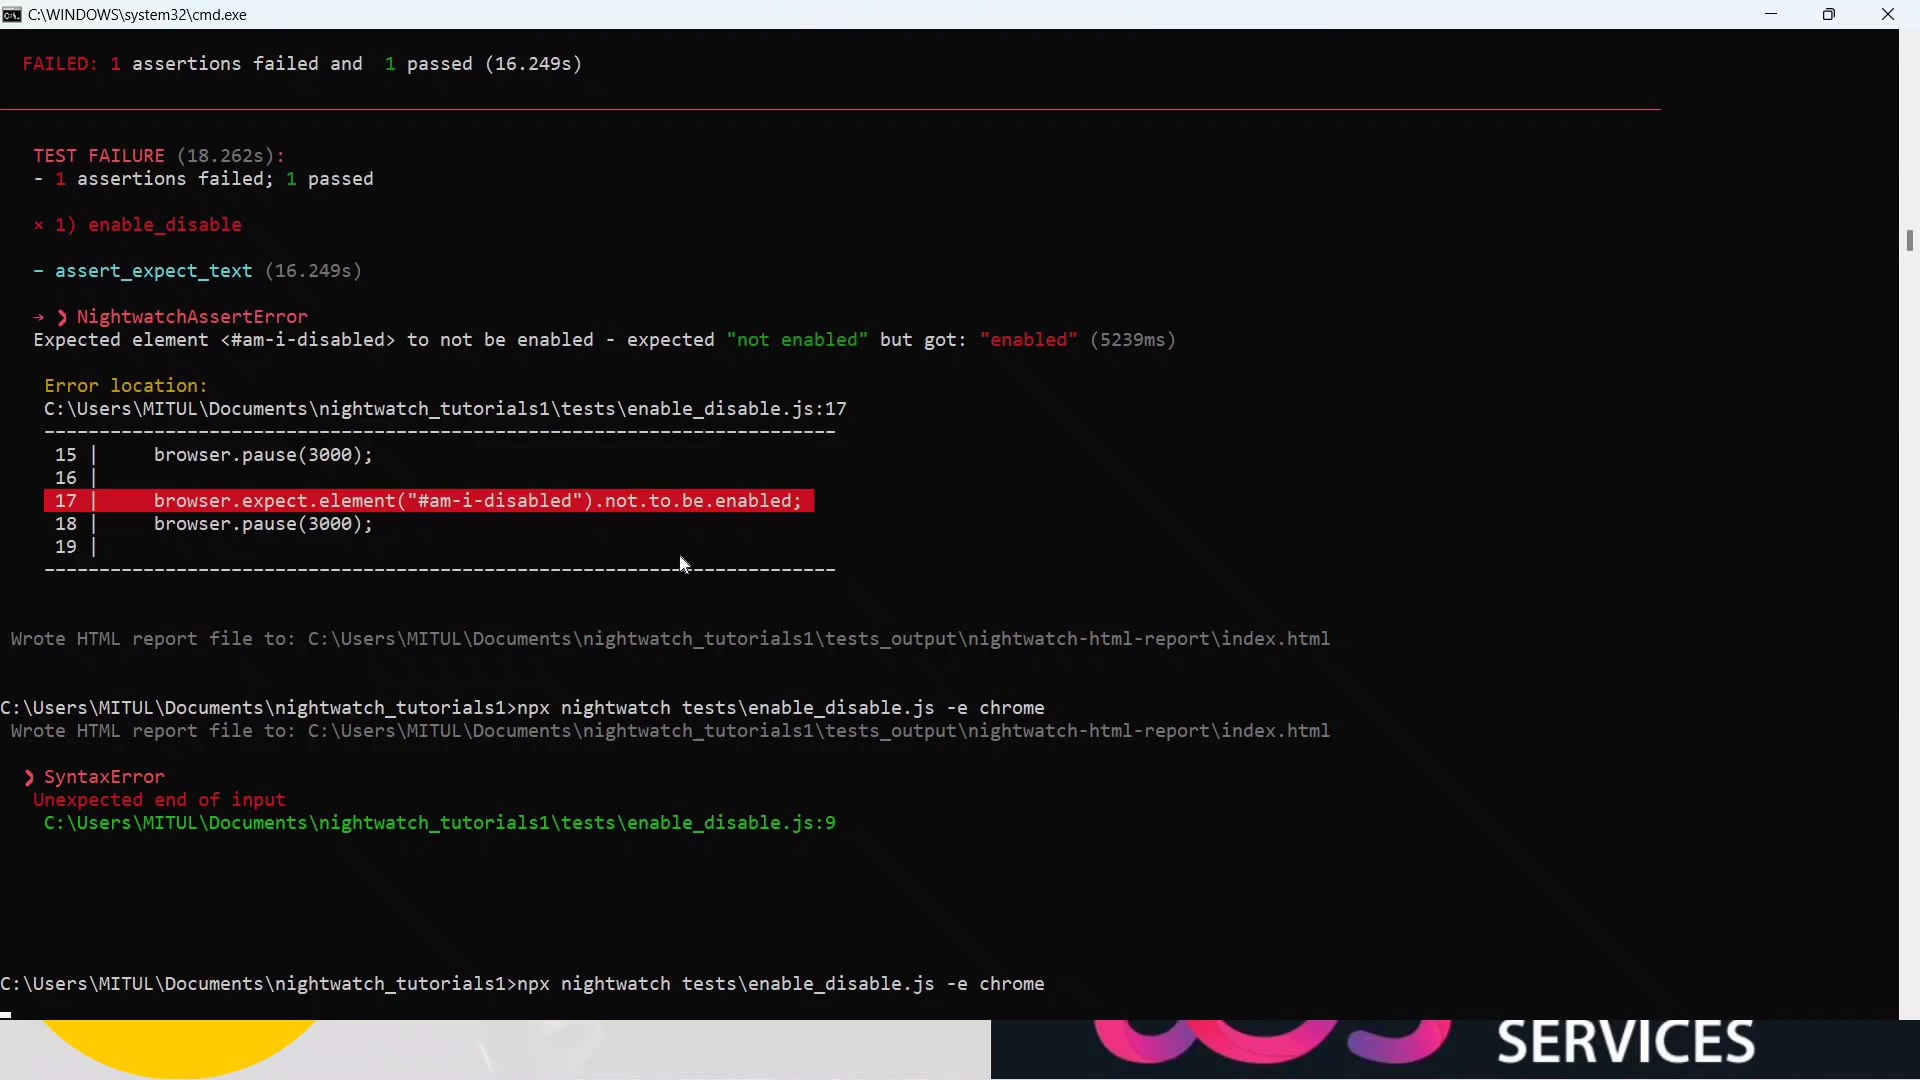 C:\WINDOWS\system32\cmd.exe
FAILED: 1 assertions failed and 1 passed (16.249s)
TEST FAILURE (18.262s):
- 1 assertions failed; 1 passed
× 1) enable_disable
– assert_expect_text (16.249s)
→ ❯ NightwatchAssertError
Expected element <#am-i-disabled> to not be enabled - expected "not enabled" but got: "enabled" (5239ms)
Error location:
C:\Users\MITUL\Documents\nightwatch_tutorials1\tests\enable_disable.js:17
15 | browser.pause(3000);
16 |
17 | browser.expect.element("#am-i-disabled").not.to.be.enabled;
18 | browser.pause(3000);
19 |
Wrote HTML report file to: C:\Users\MITUL\Documents\nightwatch_tutorials1\tests_output\nightwatch-html-report\index.html
C:\Users\MITUL\Documents\nightwatch_tutorials1>npx nightwatch tests\enable_disable.js -e chrome
Wrote HTML report file to: C:\Users\MITUL\Documents\nightwatch_tutorials1\tests_output\nightwatch-html-report\index.html
❯ SyntaxError
Unexpected end of input
C:\Users\MITUL\Documents\nightwatch_tutorials1\tests\enable_disable.js:9
C:\Users\MITUL\Documents\nightwatch_tutorials1>npx nightwatch tests\enable_disable.js -e chrome
SERVICES